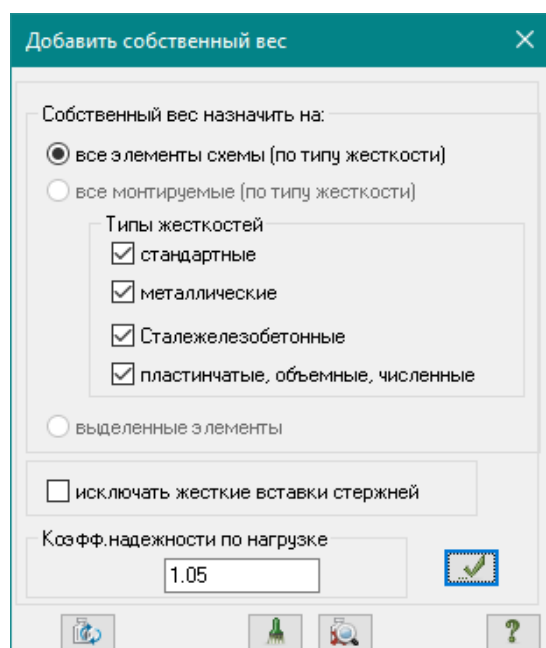 Добавить собственный вес
Собственный вес назначить на:
все элементы схемы (по типу жесткости)
все монтируемые (по типу жесткости)
Типы жесткостей
стандартные
металлические
Сталежелезобетонные
пластинчатые, объемные, численные
выделенные элементы
исключать жесткие вставки стержней
Коэфф.надежности по нагрузке
1.05
?